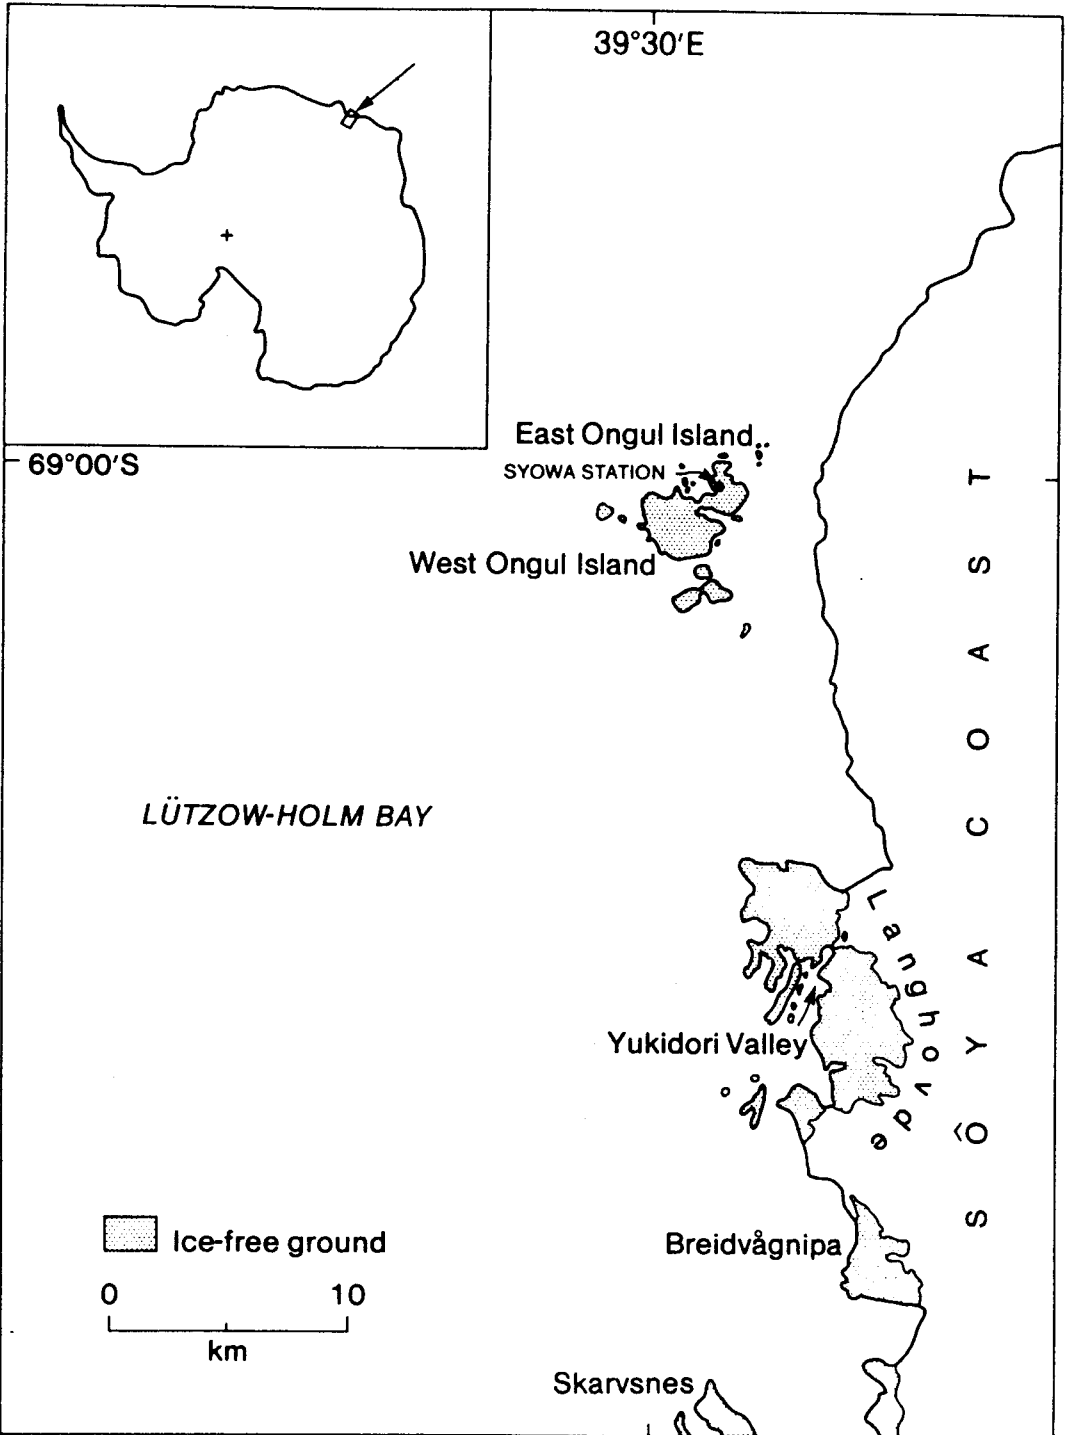 39°30′E
69°00′S
East Ongul Island
SYOWA STATION
West Ongul Island
LÜTZOW-HOLM BAY
SÔYA COAST
Langhovde
Yukidori Valley
Breidvågnipa
Ice-free ground
0 10
km
Skarvsnes